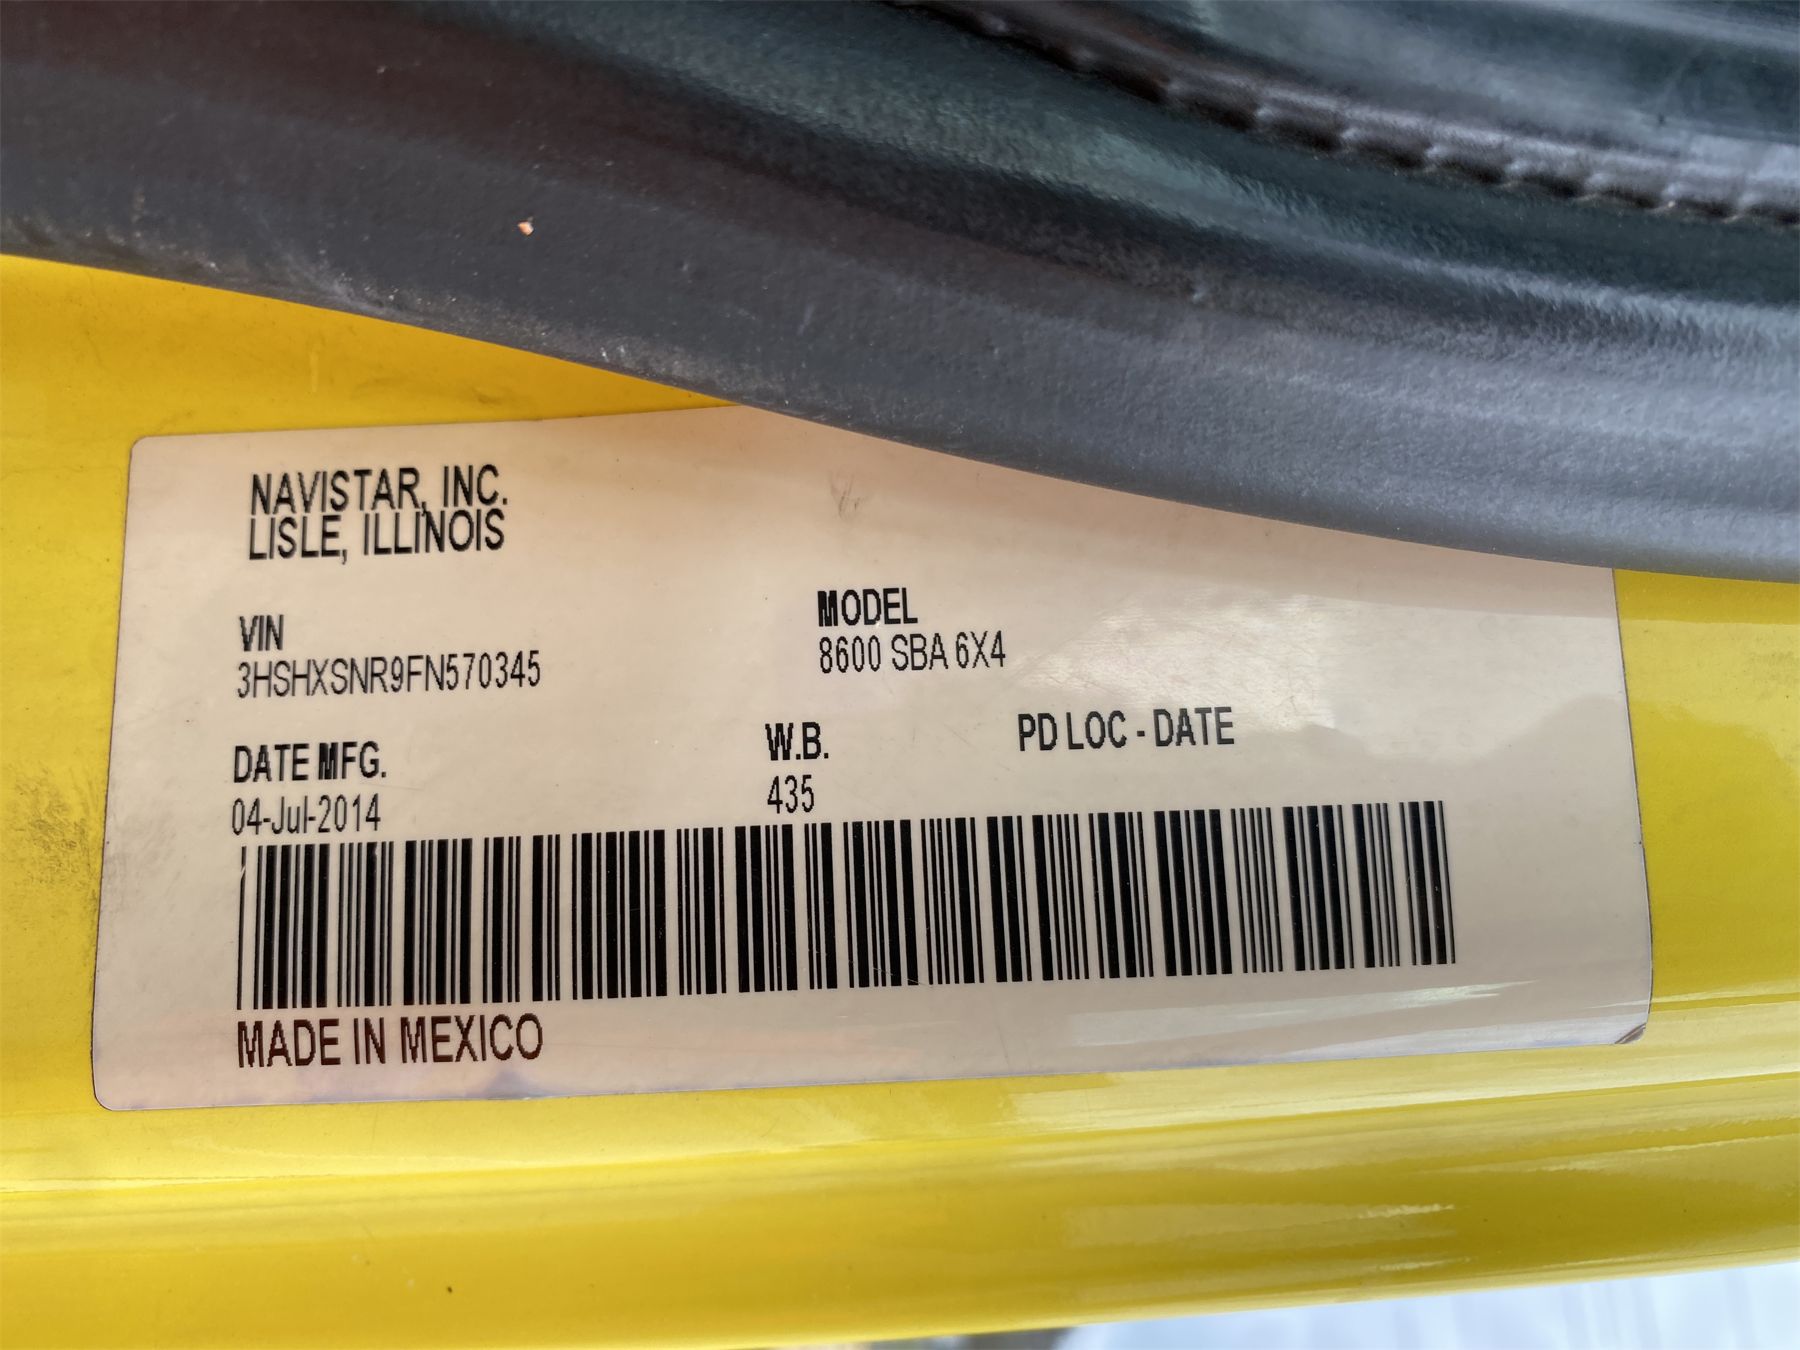 NAVISTAR, INC.
LISLE, ILLINOIS
VIN
3HSHXSNR9FN570345
MODEL
8600 SBA 6X4
DATE MFG.
04-Jul-2014
W.B.
435
PD LOC - DATE
MADE IN MEXICO